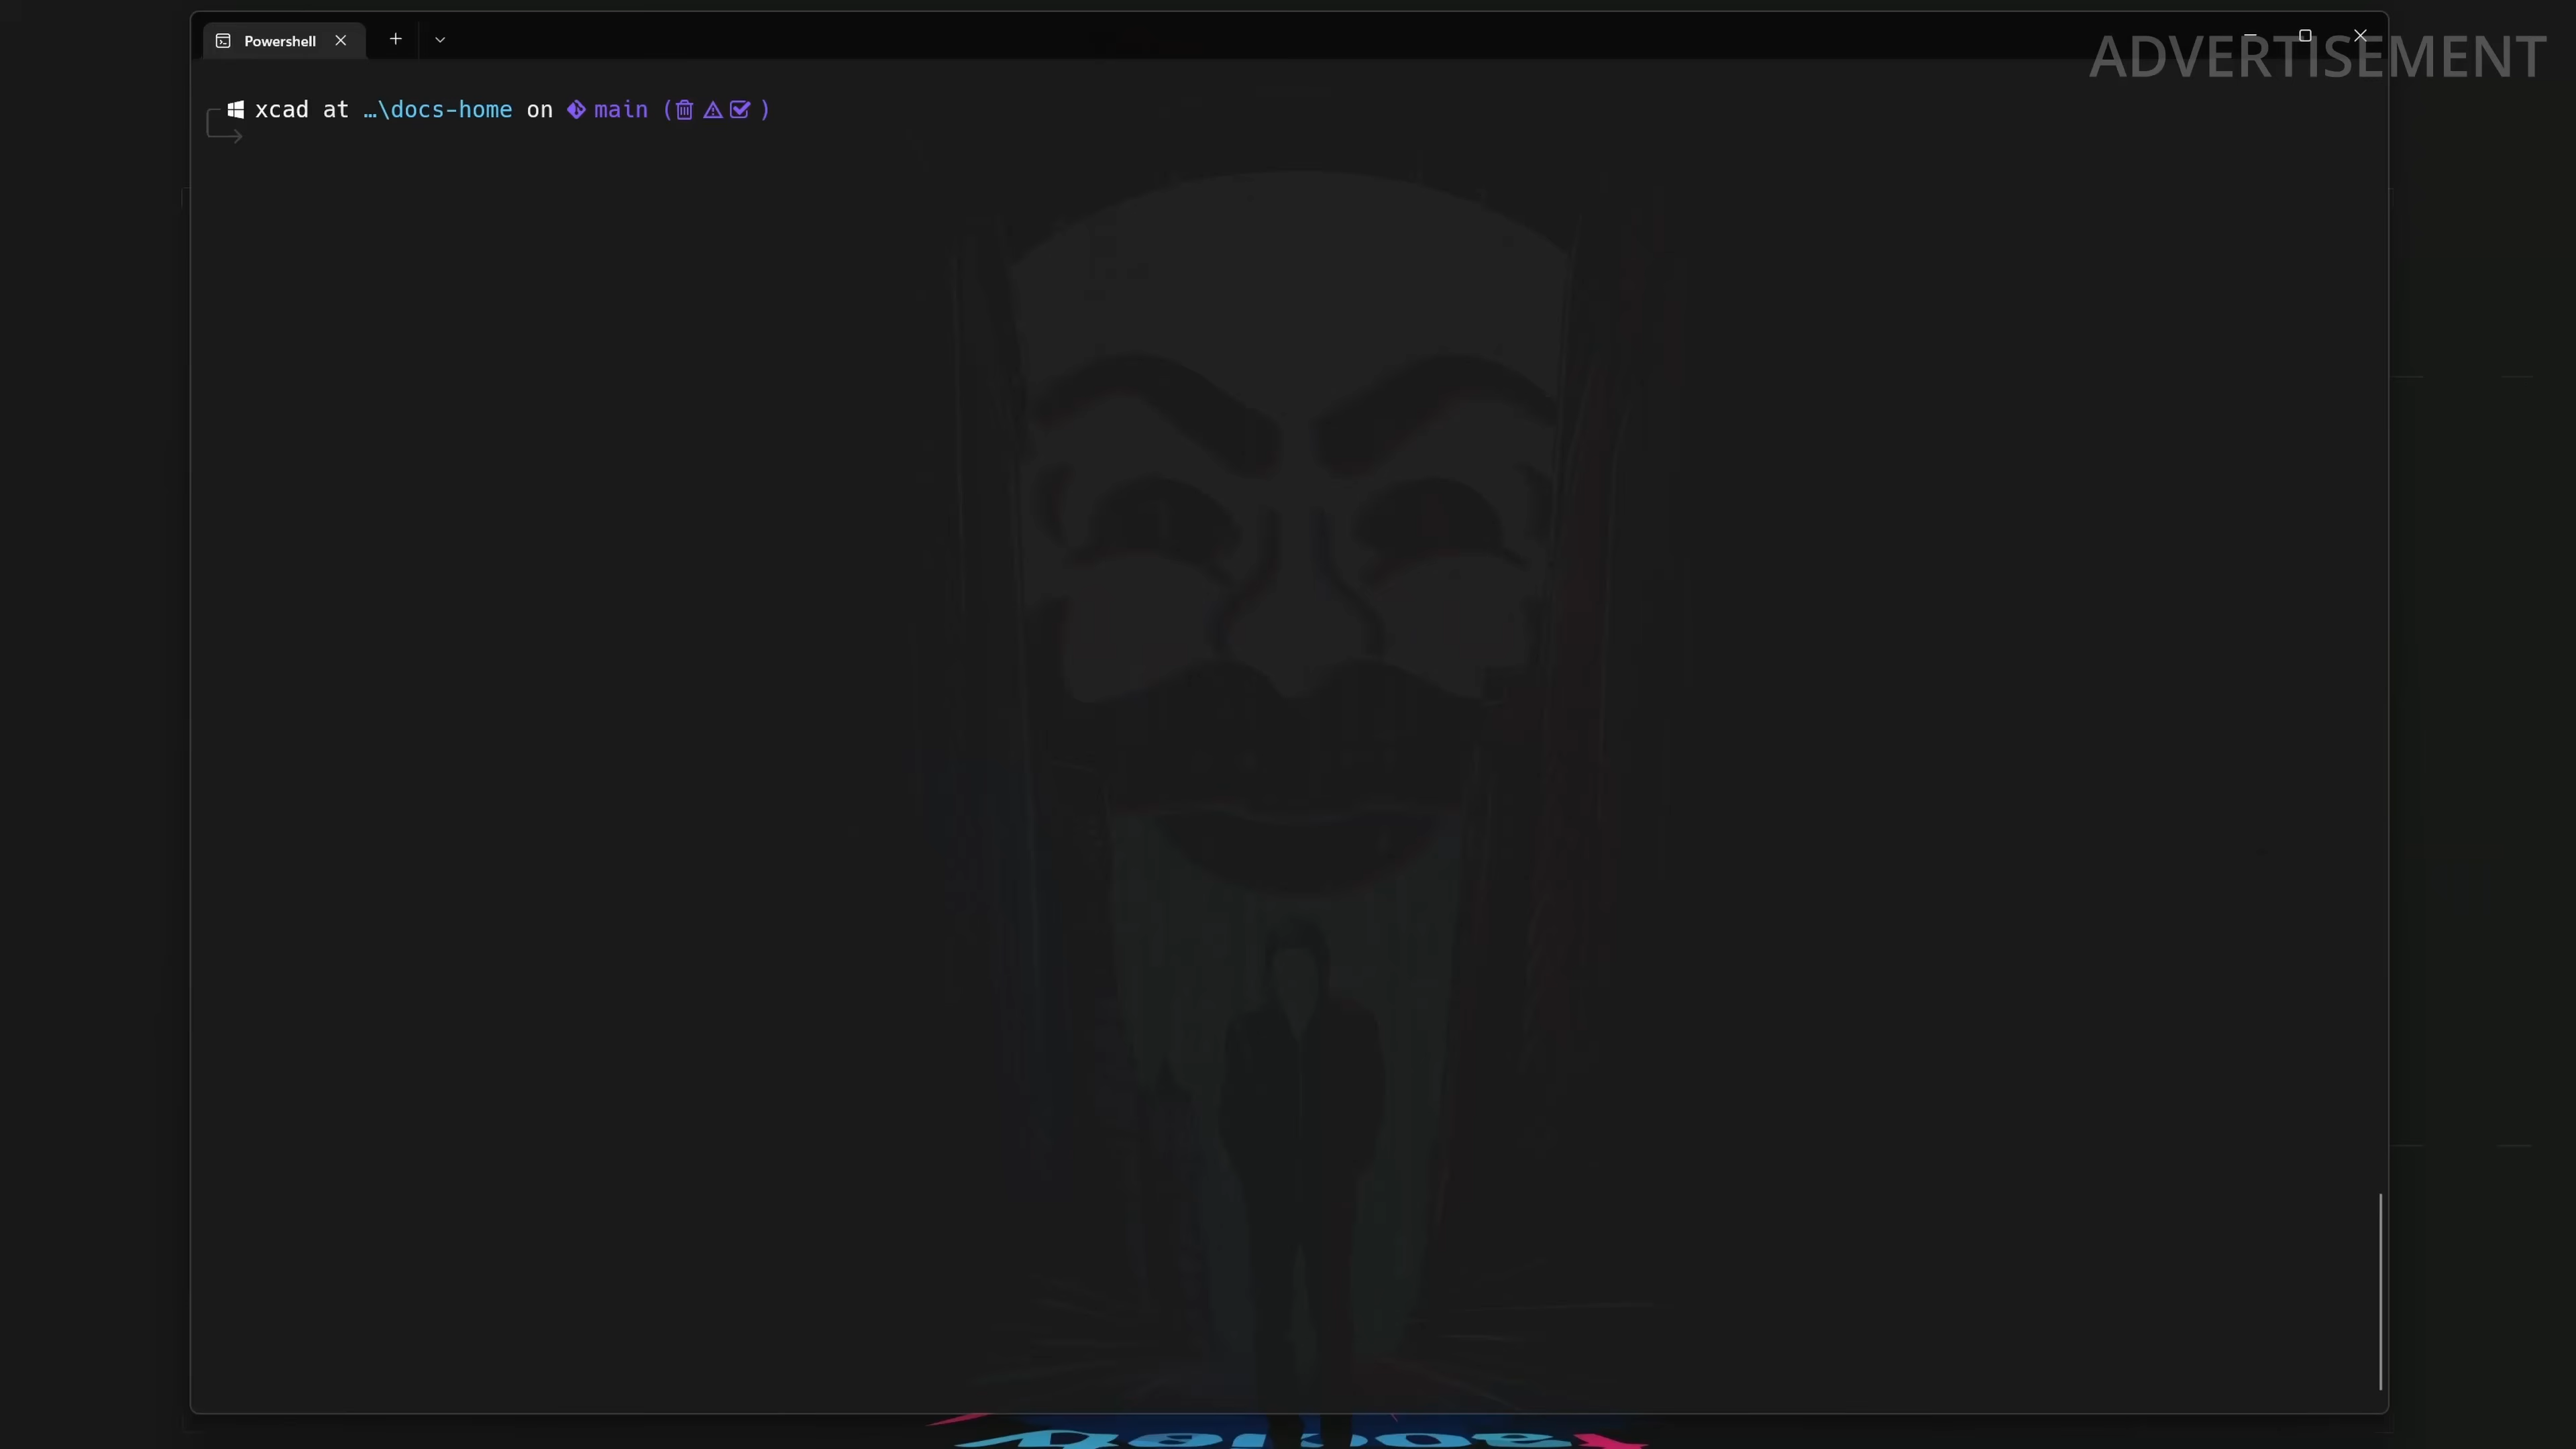 Powershell
ADVERTISEMENT
xcad at …\docs-home on main ( )